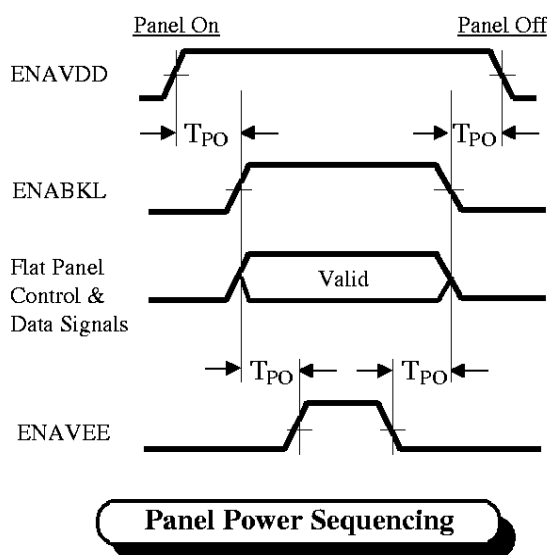 Panel On
Panel Off
ENAVDD
TPO
TPO
ENABKL
Flat Panel
Control &
Data Signals
Valid
TPO
TPO
ENAVEE
Panel Power Sequencing